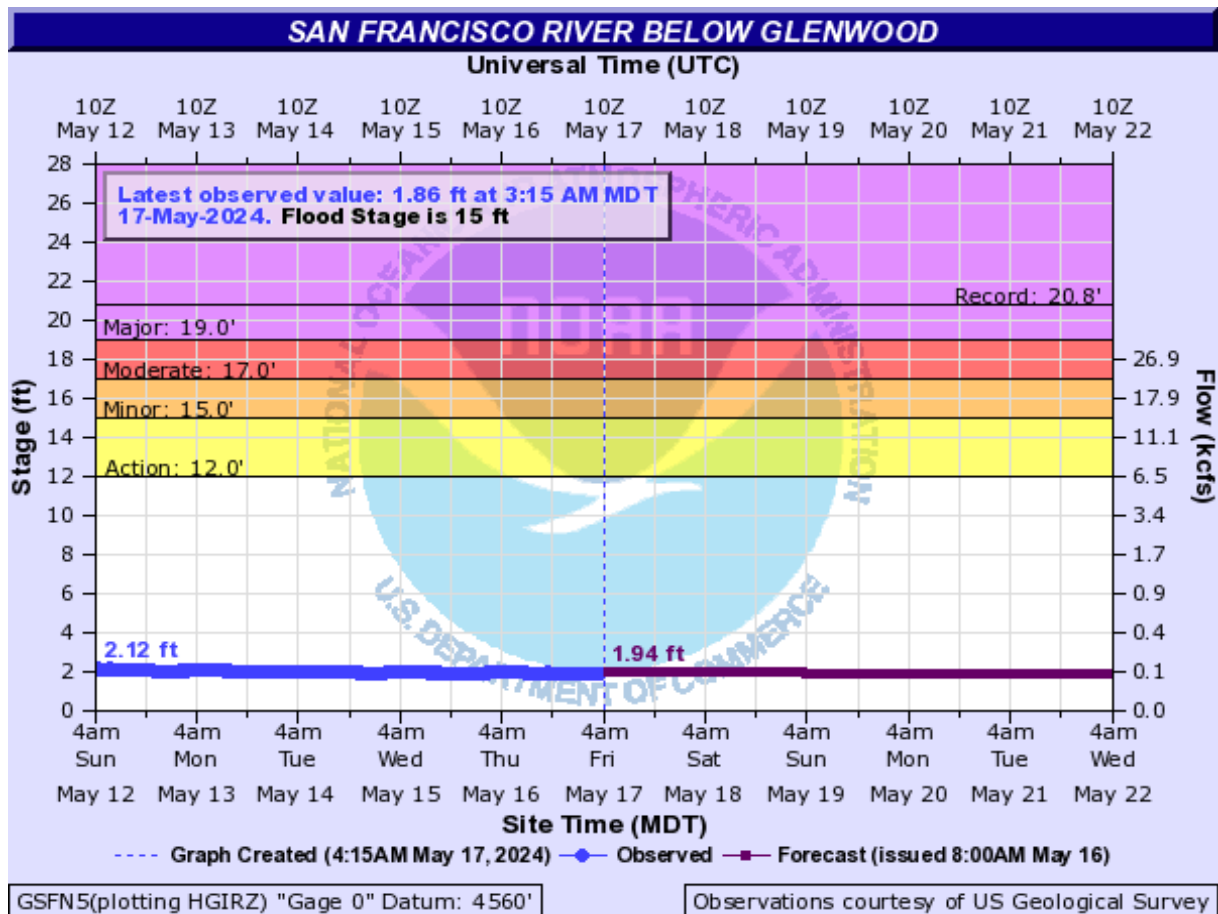 SAN FRANCISCO RIVER BELOW GLENWOOD
Universal Time (UTC)
10Z 10Z 10Z 10Z 10Z 10Z 10Z 10Z 10Z 10Z 10Z
May 12 May 13 May 14 May 15 May 16 May 17 May 18 May 19 May 20 May 21 May 22
Latest observed value: 1.86 ft at 3:15 AM MDT
17-May-2024. Flood Stage is 15 ft
NATIONAL OCEANIC AND ATMOSPHERIC ADMINISTRATION
NOAA
U.S. DEPARTMENT OF COMMERCE
Stage (ft)
28
26
24
22
20
18
16
14
12
10
8
6
4
2
0
Record: 20.8'
Major: 19.0'
Moderate: 17.0'
Minor: 15.0'
Action: 12.0'
2.12 ft
1.94 ft
26.9
17.9
11.1
6.5
3.4
1.7
0.9
0.4
0.1
0.0
Flow (kcfs)
4am 4am 4am 4am 4am 4am 4am 4am 4am 4am 4am
Sun Mon Tue Wed Thu Fri Sat Sun Mon Tue Wed
May 12 May 13 May 14 May 15 May 16 May 17 May 18 May 19 May 20 May 21 May 22
Site Time (MDT)
Graph Created (4:15AM May 17, 2024) Observed Forecast (issued 8:00AM May 16)
GSFN5(plotting HGIRZ) "Gage 0" Datum: 4560'
Observations courtesy of US Geological Survey